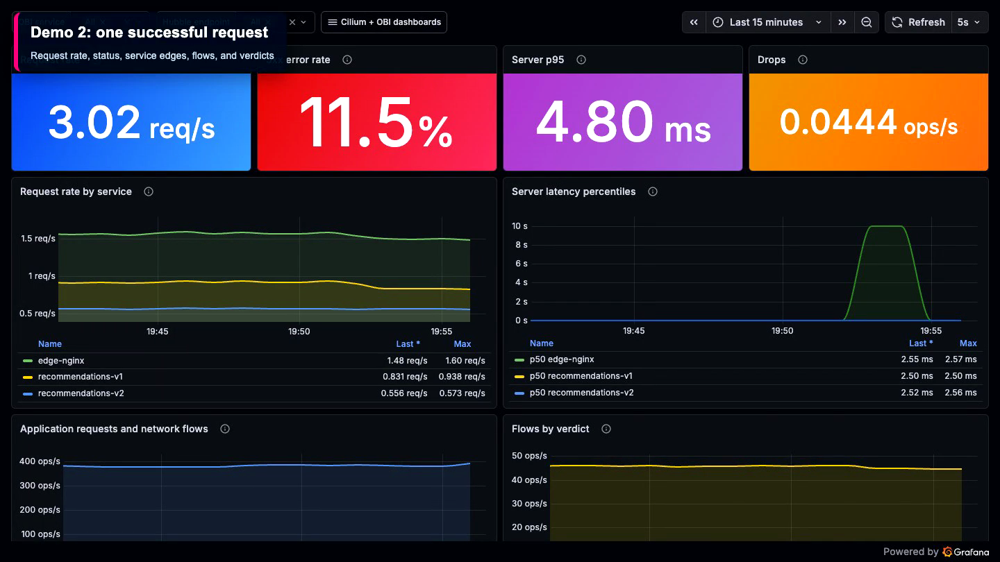 Demo 2: one successful request
Request rate, status, service edges, flows, and verdicts
Cilium + OBI dashboards
Last 15 minutes
Refresh
5s
error rate
Server p95
Drops
3.02 req/s
11.5%
4.80 ms
0.0444 ops/s
Request rate by service
1.5 req/s
1 req/s
0.5 req/s
19:45
19:50
19:55
Name Last * Max
edge-nginx 1.48 req/s 1.60 req/s
recommendations-v1 0.831 req/s 0.938 req/s
recommendations-v2 0.556 req/s 0.573 req/s
Server latency percentiles
10 s
8 s
6 s
4 s
2 s
0 s
19:45
19:50
19:55
Name Last * Max
p50 edge-nginx 2.55 ms 2.57 ms
p50 recommendations-v1 2.50 ms 2.50 ms
p50 recommendations-v2 2.52 ms 2.56 ms
Application requests and network flows
400 ops/s
300 ops/s
200 ops/s
100 ops/s
Flows by verdict
50 ops/s
40 ops/s
30 ops/s
20 ops/s
Powered by Grafana